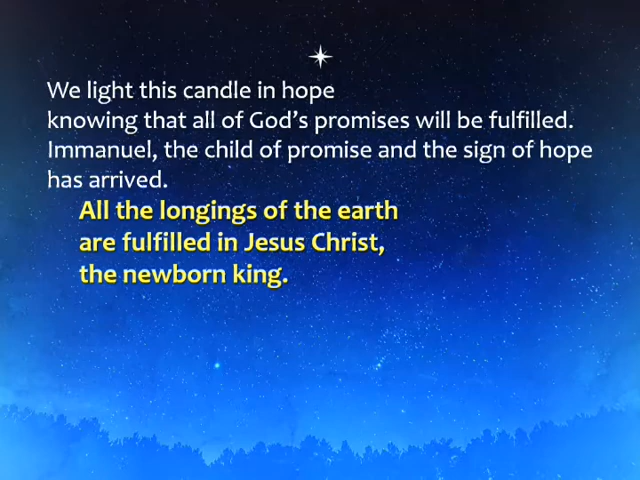 We light this candle in hope
knowing that all of God’s promises will be fulfilled.
Immanuel, the child of promise and the sign of hope
has arrived.
All the longings of the earth
are fulfilled in Jesus Christ,
the newborn king.